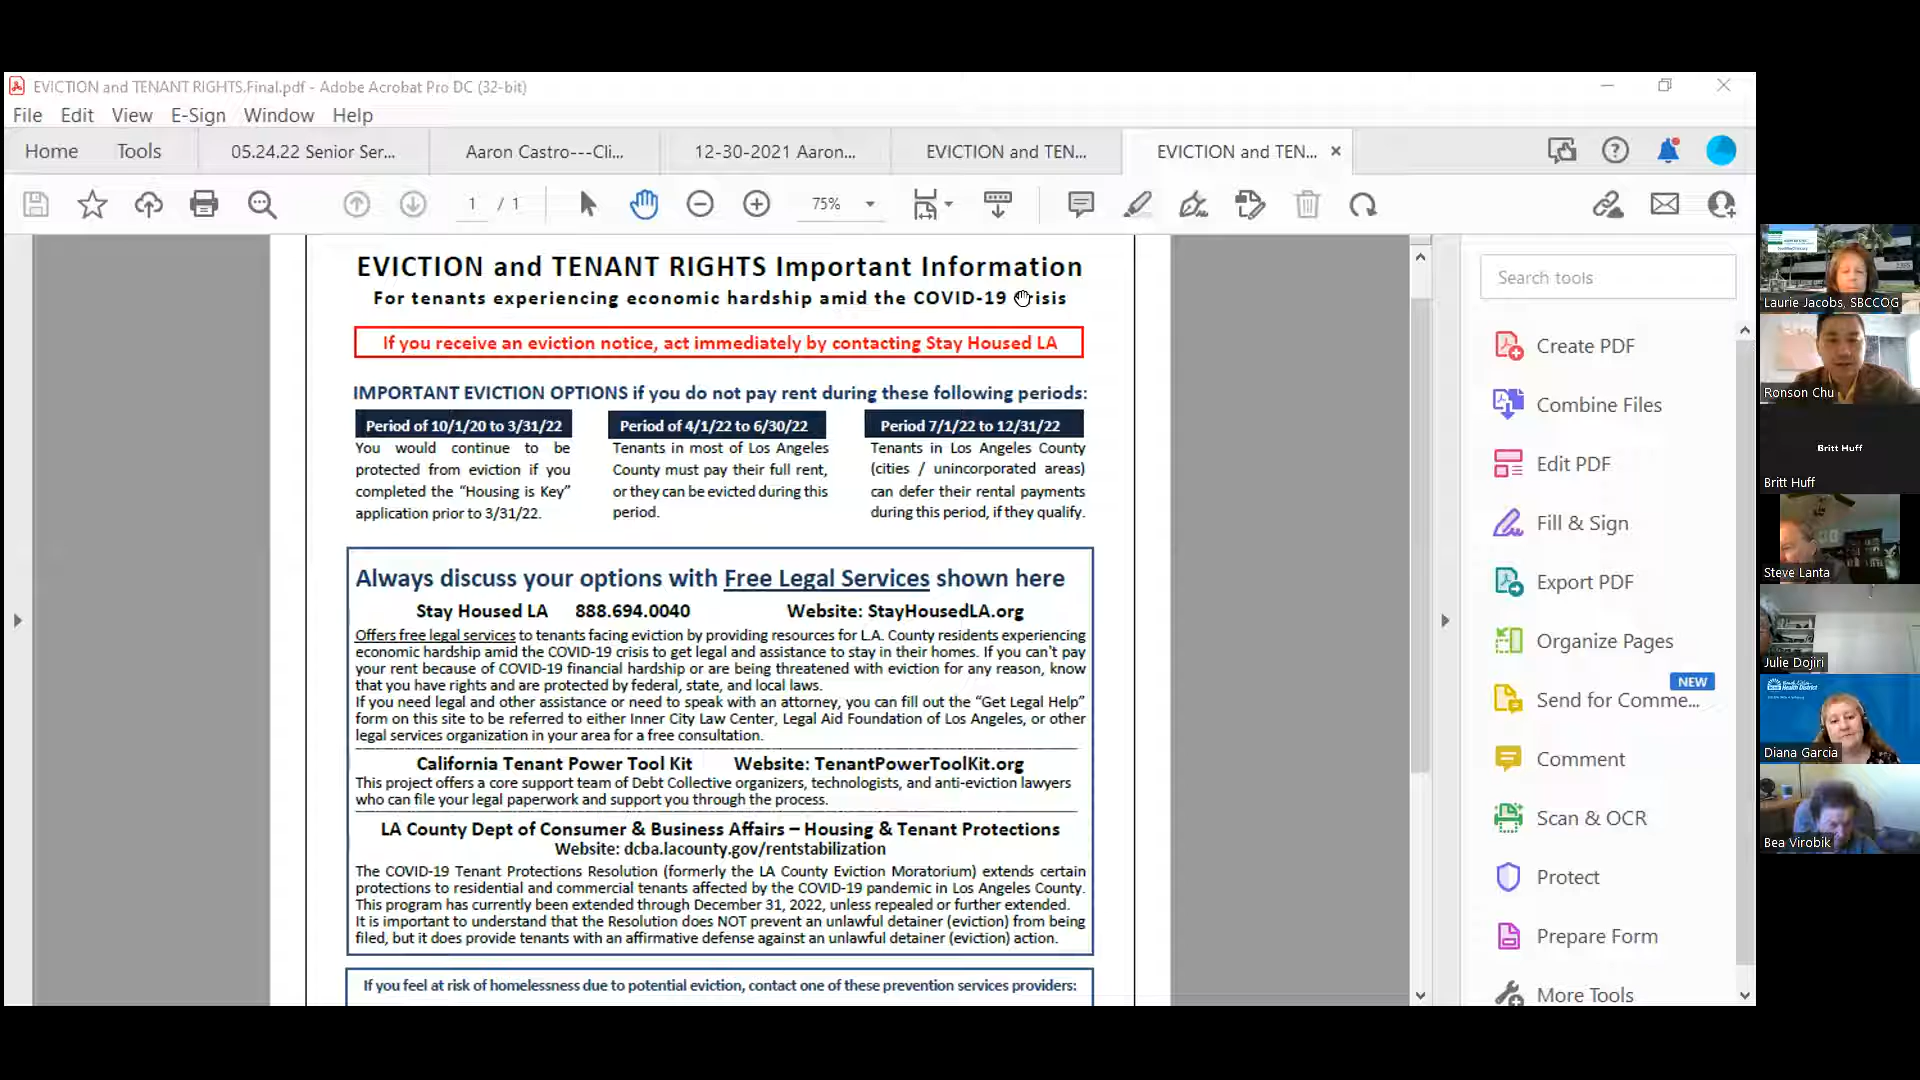 EVICTION and TENANT RIGHTS.Final.pdf - Adobe Acrobat Pro DC (32-bit)
File Edit View E-Sign Window Help
Home Tools 05.24.22 Senior Ser... Aaron Castro---Cli... 12-30-2021 Aaron... EVICTION and TEN... EVICTION and TEN...
1 / 1 75%
EVICTION and TENANT RIGHTS Important Information
For tenants experiencing economic hardship amid the COVID-19 Crisis
If you receive an eviction notice, act immediately by contacting Stay Housed LA
IMPORTANT EVICTION OPTIONS if you do not pay rent during these following periods:
Period of 10/1/20 to 3/31/22
You would continue to be
protected from eviction if you
completed the “Housing is Key”
application prior to 3/31/22.
Period of 4/1/22 to 6/30/22
Tenants in most of Los Angeles
County must pay their full rent,
or they can be evicted during this
period.
Period 7/1/22 to 12/31/22
Tenants in Los Angeles County
(cities / unincorporated areas)
can defer their rental payments
during this period, if they qualify.
Always discuss your options with Free Legal Services shown here
Stay Housed LA 888.694.0040 Website: StayHousedLA.org
Offers free legal services to tenants facing eviction by providing resources for L.A. County residents experiencing
economic hardship amid the COVID-19 crisis to get legal and assistance to stay in their homes. If you can't pay
your rent because of COVID-19 financial hardship or are being threatened with eviction for any reason, know
that you have rights and are protected by federal, state, and local laws.
If you need legal and other assistance or need to speak with an attorney, you can fill out the “Get Legal Help”
form on this site to be referred to either Inner City Law Center, Legal Aid Foundation of Los Angeles, or other
legal services organization in your area for a free consultation.
California Tenant Power Tool Kit Website: TenantPowerToolKit.org
This project offers a core support team of Debt Collective organizers, technologists, and anti-eviction lawyers
who can file your legal paperwork and support you through the process.
LA County Dept of Consumer & Business Affairs – Housing & Tenant Protections
Website: dcba.lacounty.gov/rentstabilization
The COVID-19 Tenant Protections Resolution (formerly the LA County Eviction Moratorium) extends certain
protections to residential and commercial tenants affected by the COVID-19 pandemic in Los Angeles County.
This program has currently been extended through December 31, 2022, unless repealed or further extended.
It is important to understand that the Resolution does NOT prevent an unlawful detainer (eviction) from being
filed, but it does provide tenants with an affirmative defense against an unlawful detainer (eviction) action.
If you feel at risk of homelessness due to potential eviction, contact one of these prevention services providers:
Search tools
Create PDF
Combine Files
Edit PDF
Fill & Sign
Export PDF
Organize Pages
NEW
Send for Comme...
Comment
Scan & OCR
Protect
Prepare Form
More Tools
Laurie Jacobs, SBCCOG
Ronson Chu
Britt Huff
Britt Huff
Steve Lanta
Julie Dojiri
Diana Garcia
Bea Virobik